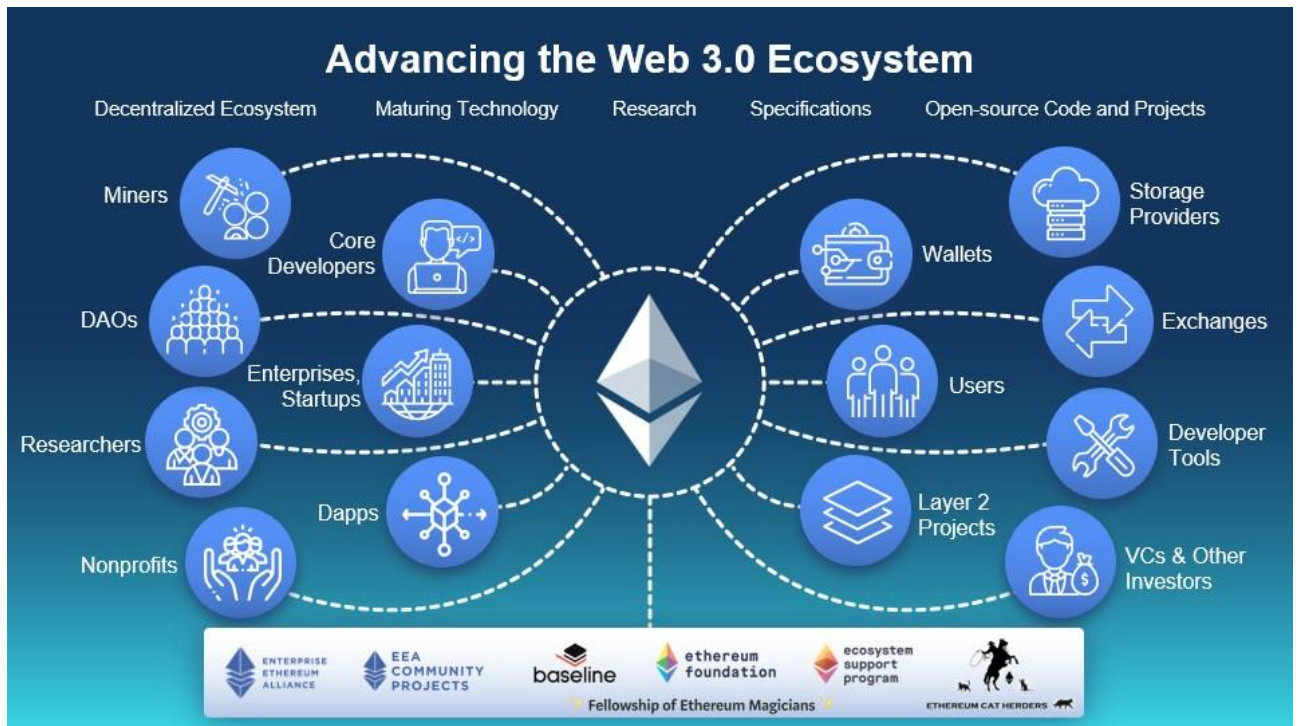 Advancing the Web 3.0 Ecosystem
Decentralized Ecosystem
Maturing Technology
Research
Specifications
Open-source Code and Projects
Miners
Core
Developers
</>
Wallets
Storage
Providers
DAOs
Enterprises,
Startups
Users
Exchanges
Researchers
Dapps
Layer 2
Projects
Developer
Tools
Nonprofits
VCs & Other
Investors
$
ENTERPRISE
ETHEREUM
ALLIANCE
EEA
COMMUNITY
PROJECTS
baseline
ethereum
foundation
ecosystem
support
program
Fellowship of Ethereum Magicians
ETHEREUM CAT HERDERS